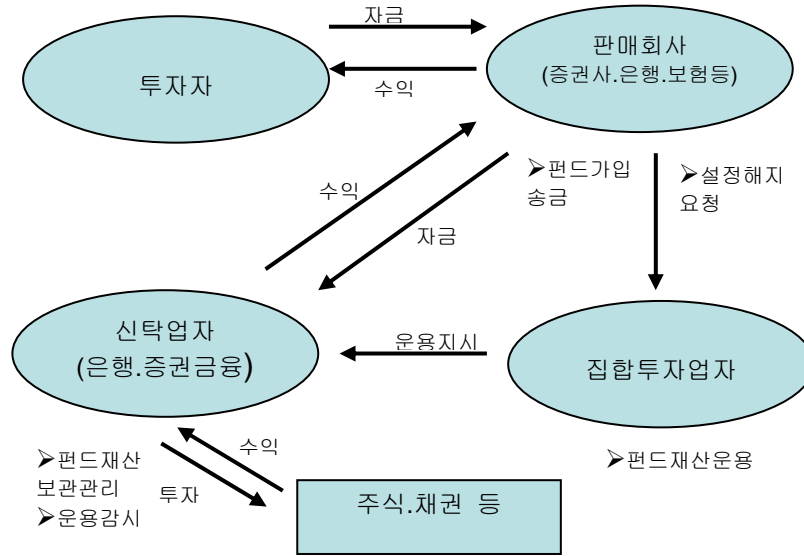 자금
투자자
판매회사
(증권사.은행.보험등)
수익
수익
➢펀드가입
송금
➢설정해지
요청
자금
신탁업자
(은행.증권금융)
운용지시
집합투자업자
➢펀드재산
보관관리
➢운용감시
수익
투자
➢펀드재산운용
주식.채권 등